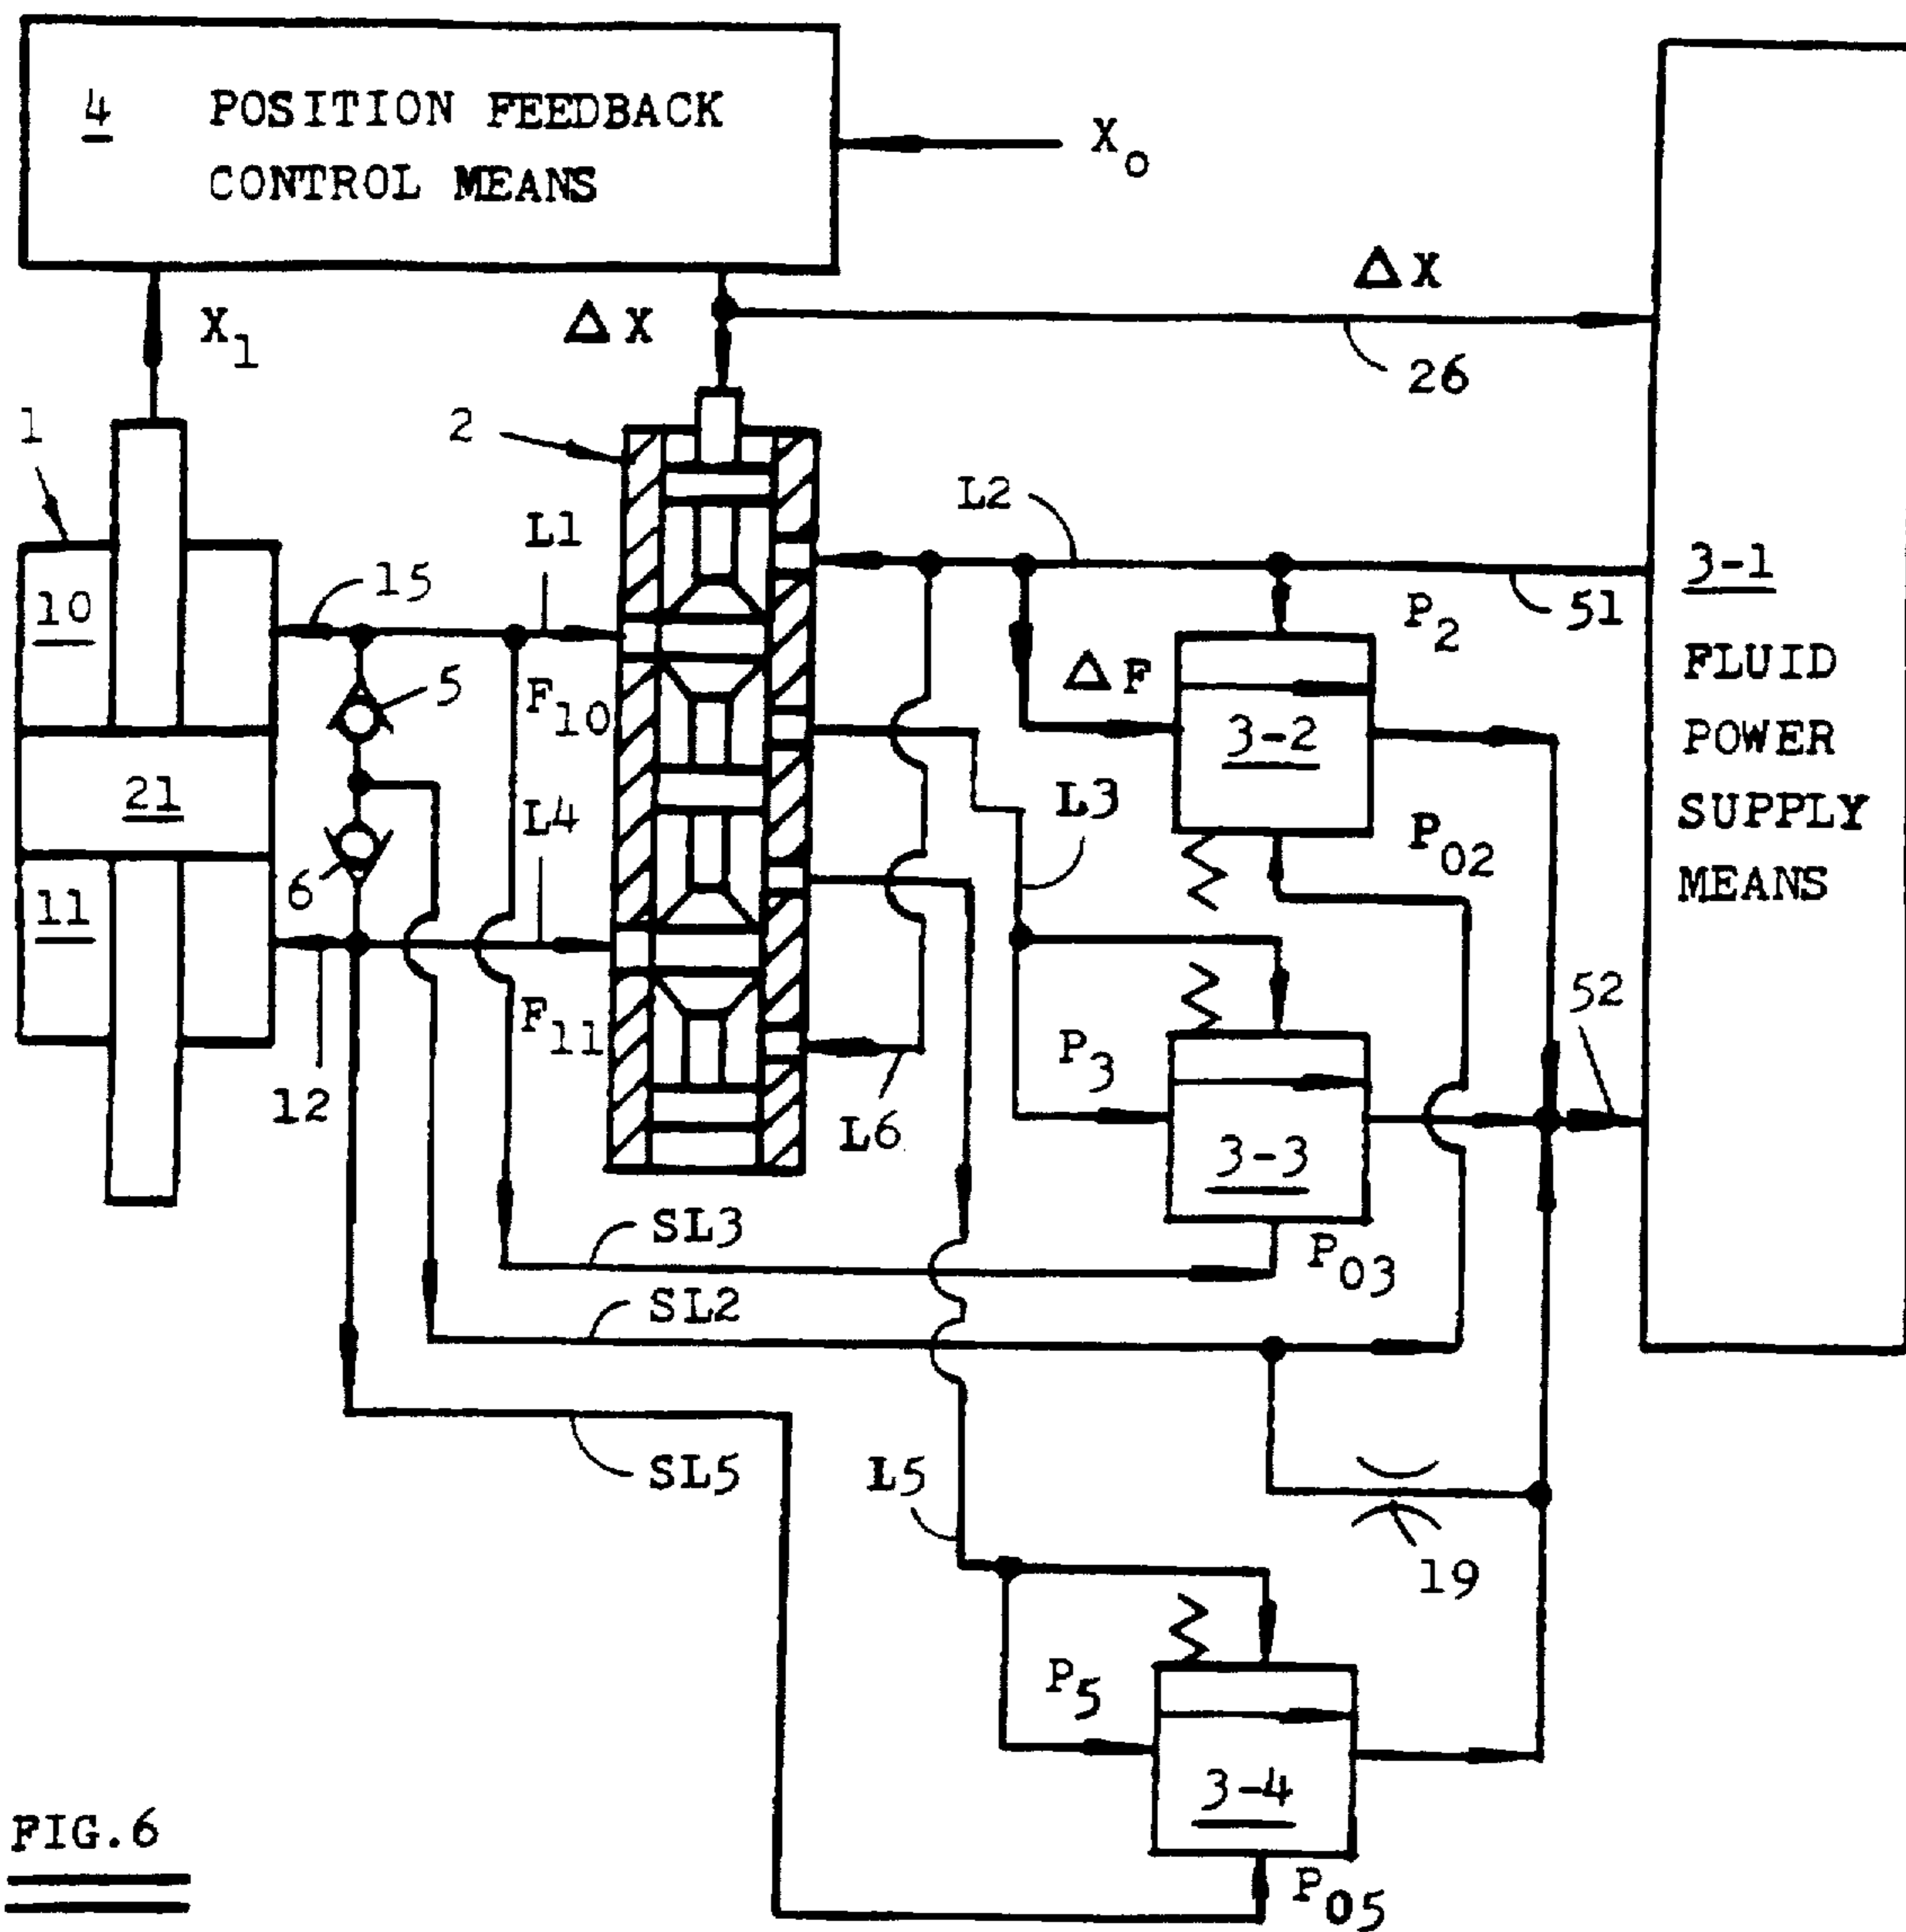 4 POSITION FEEDBACK
CONTROL MEANS
X0
X1
ΔX
ΔX
26
1
2
L1
L2
15
10
5
F10
21
L4
6
11
F11
12
L3
L6
51
P2
ΔF
3-2
P02
3-1
FLUID
POWER
SUPPLY
MEANS
52
P3
3-3
P03
SL3
SL2
SL5
L5
19
P5
3-4
P05
FIG.6